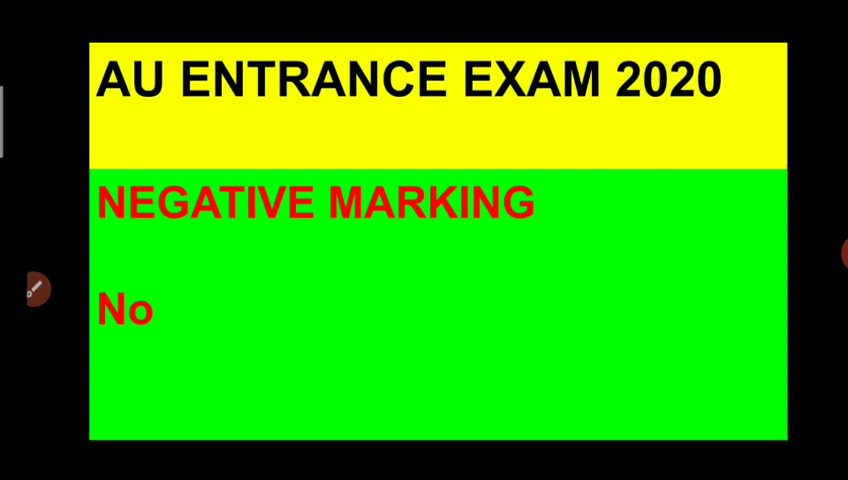 AU ENTRANCE EXAM 2020
NEGATIVE MARKING
No